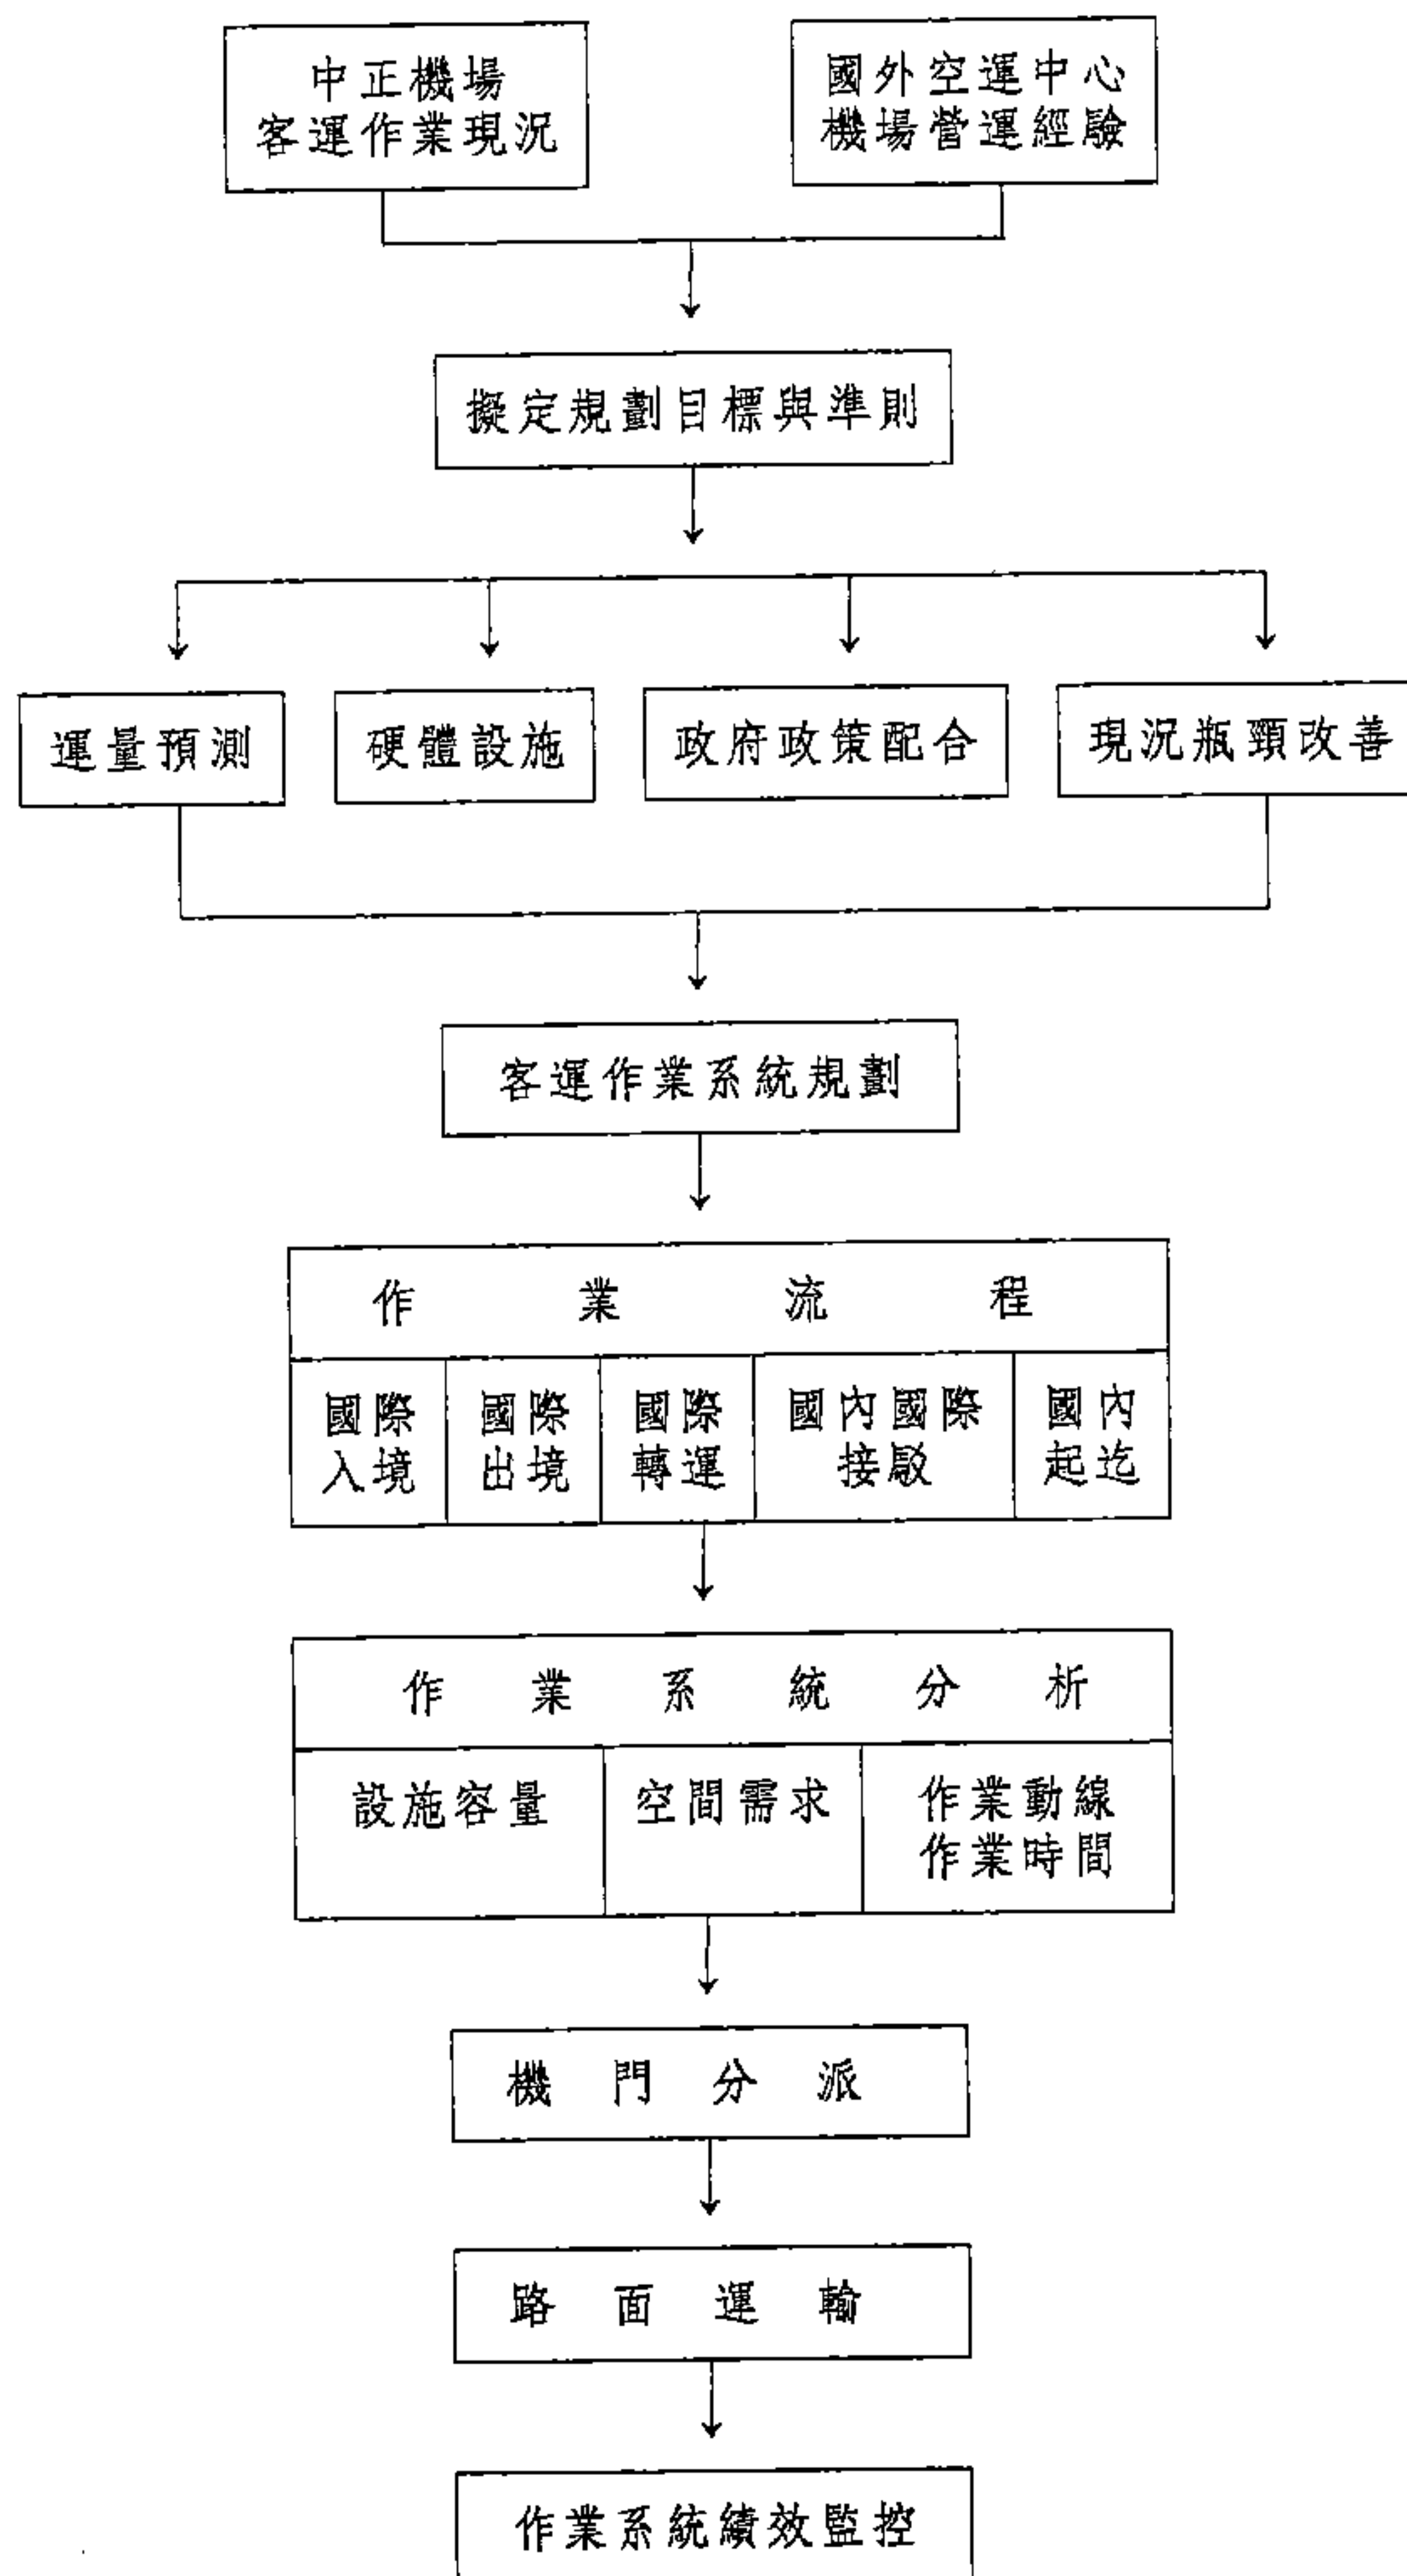 中正機場
客運作業現況
國外空運中心
機場營運經驗
擬定規劃目標與準則
運量預測
硬體設施
政府政策配合
現況瓶頸改善
客運作業系統規劃
作業流程
國際
入境
國際
出境
國際
轉運
國內國際
接駁
國內
起迄
作業系統分析
設施容量
空間需求
作業動線
作業時間
機門分派
路面運輸
作業系統績效監控